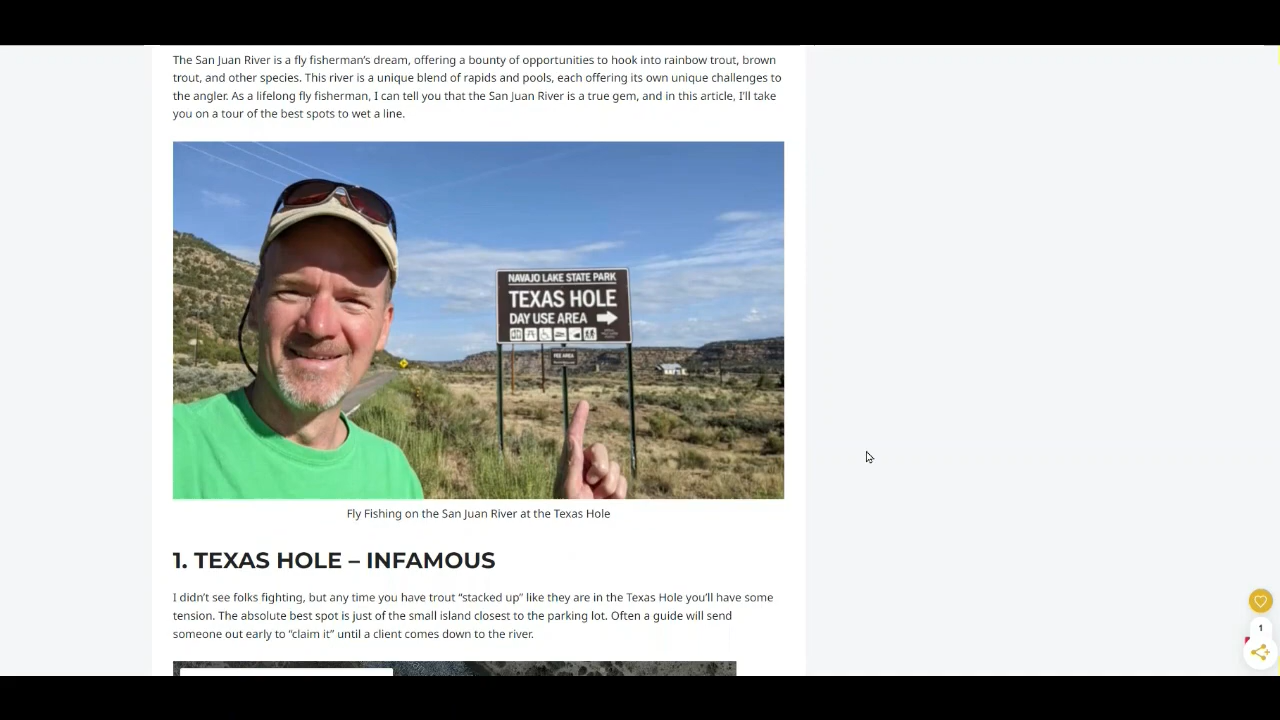 The San Juan River is a fly fisherman's dream, offering a bounty of opportunities to hook into rainbow trout, brown
trout, and other species. This river is a unique blend of rapids and pools, each offering its own unique challenges to
the angler. As a lifelong fly fisherman, I can tell you that the San Juan River is a true gem, and in this article, I'll take
you on a tour of the best spots to wet a line.
NAVAJO LAKE STATE PARK
TEXAS HOLE
DAY USE AREA
FEE AREA
Fly Fishing on the San Juan River at the Texas Hole
1. TEXAS HOLE – INFAMOUS
I didn't see folks fighting, but any time you have trout “stacked up” like they are in the Texas Hole you'll have some
tension. The absolute best spot is just of the small island closest to the parking lot. Often a guide will send
someone out early to “claim it” until a client comes down to the river.
1